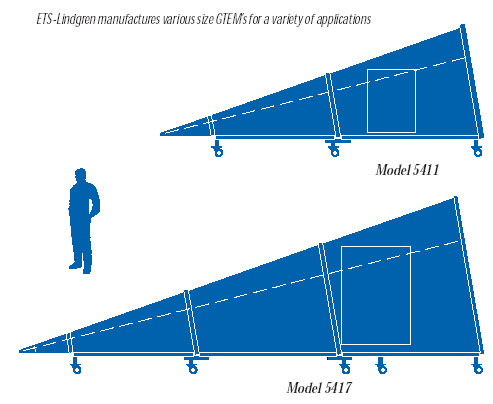 ETS-Lindgren manufactures various size GTEM's for a variety of applications
Model 5411
Model 5417